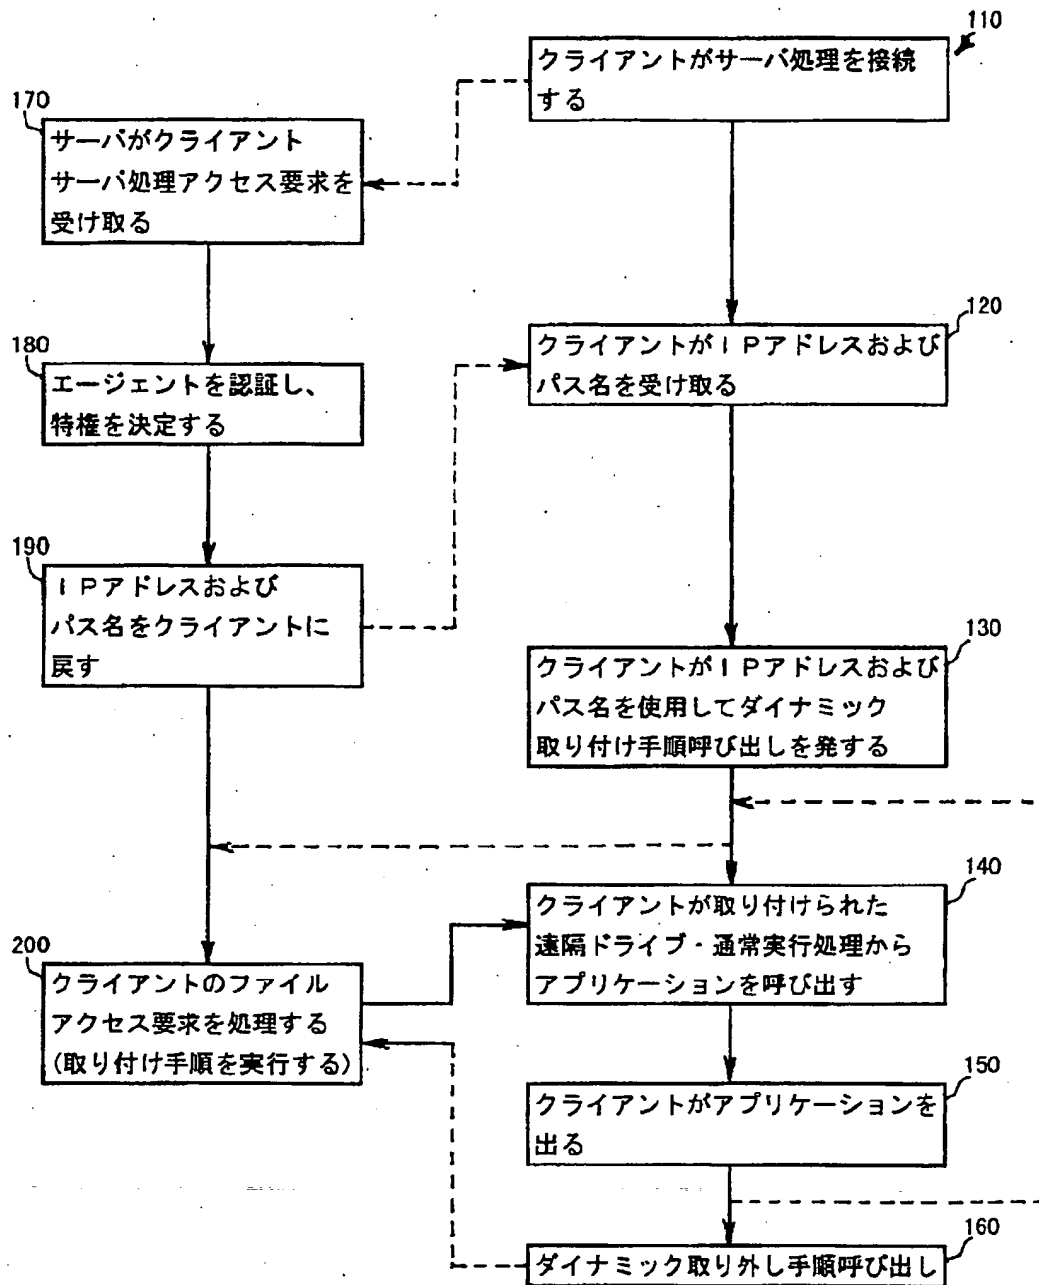 110
クライアントがサーバ処理を接続
する
170
サーバがクライアント
サーバ処理アクセス要求を
受け取る
120
クライアントがIPアドレスおよび
パス名を受け取る
180
エージェントを認証し、
特権を決定する
190
IPアドレスおよび
パス名をクライアントに
戻す
130
クライアントがIPアドレスおよび
パス名を使用してダイナミック
取り付け手順呼び出しを発する
140
クライアントが取り付けられた
遠隔ドライブ・通常実行処理から
アプリケーションを呼び出す
200
クライアントのファイル
アクセス要求を処理する
(取り付け手順を実行する)
150
クライアントがアプリケーションを
出る
160
ダイナミック取り外し手順呼び出し